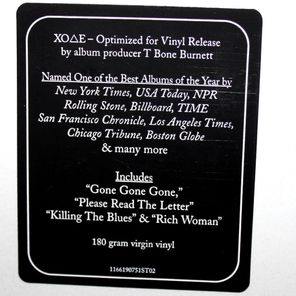 XOΔE – Optimized for Vinyl Release
by album producer T Bone Burnett
Named One of the Best Albums of the Year by
New York Times, USA Today, NPR
Rolling Stone, Billboard, TIME
San Francisco Chronicle, Los Angeles Times,
Chicago Tribune, Boston Globe
& many more
Includes
“Gone Gone Gone,”
“Please Read The Letter”
“Killing The Blues” & “Rich Woman”
180 gram virgin vinyl
1166190751ST02